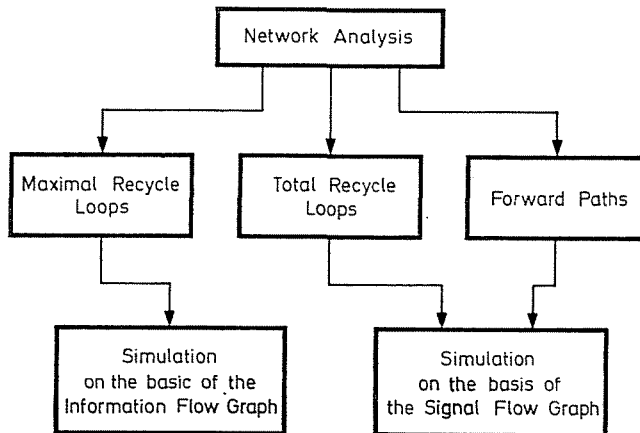 Network Analysis
Maximal Recycle
Loops
Total Recycle
Loops
Forward Paths
Simulation
on the basic of the
Information Flow Graph
Simulation
on the basis of
the Signal Flow Graph